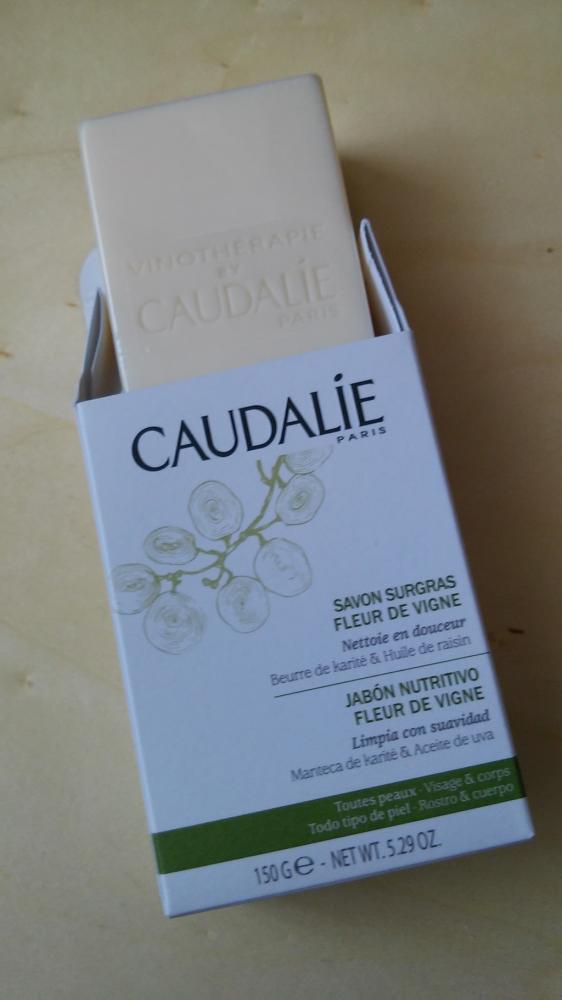 VINOTHÉRAPIE
BY
CAUDALÍE
PARIS
CAUDALÍE
PARIS
SAVON SURGRAS
FLEUR DE VIGNE
Nettoie en douceur
Beurre de karité & Huile de raisin
JABÓN NUTRITIVO
FLEUR DE VIGNE
Limpia con suavidad
Manteca de karité & Aceite de uva
Toutes peaux · Visage & corps
Todo tipo de piel · Rostro & cuerpo
150 G ℮ - NET WT. 5.29 OZ.